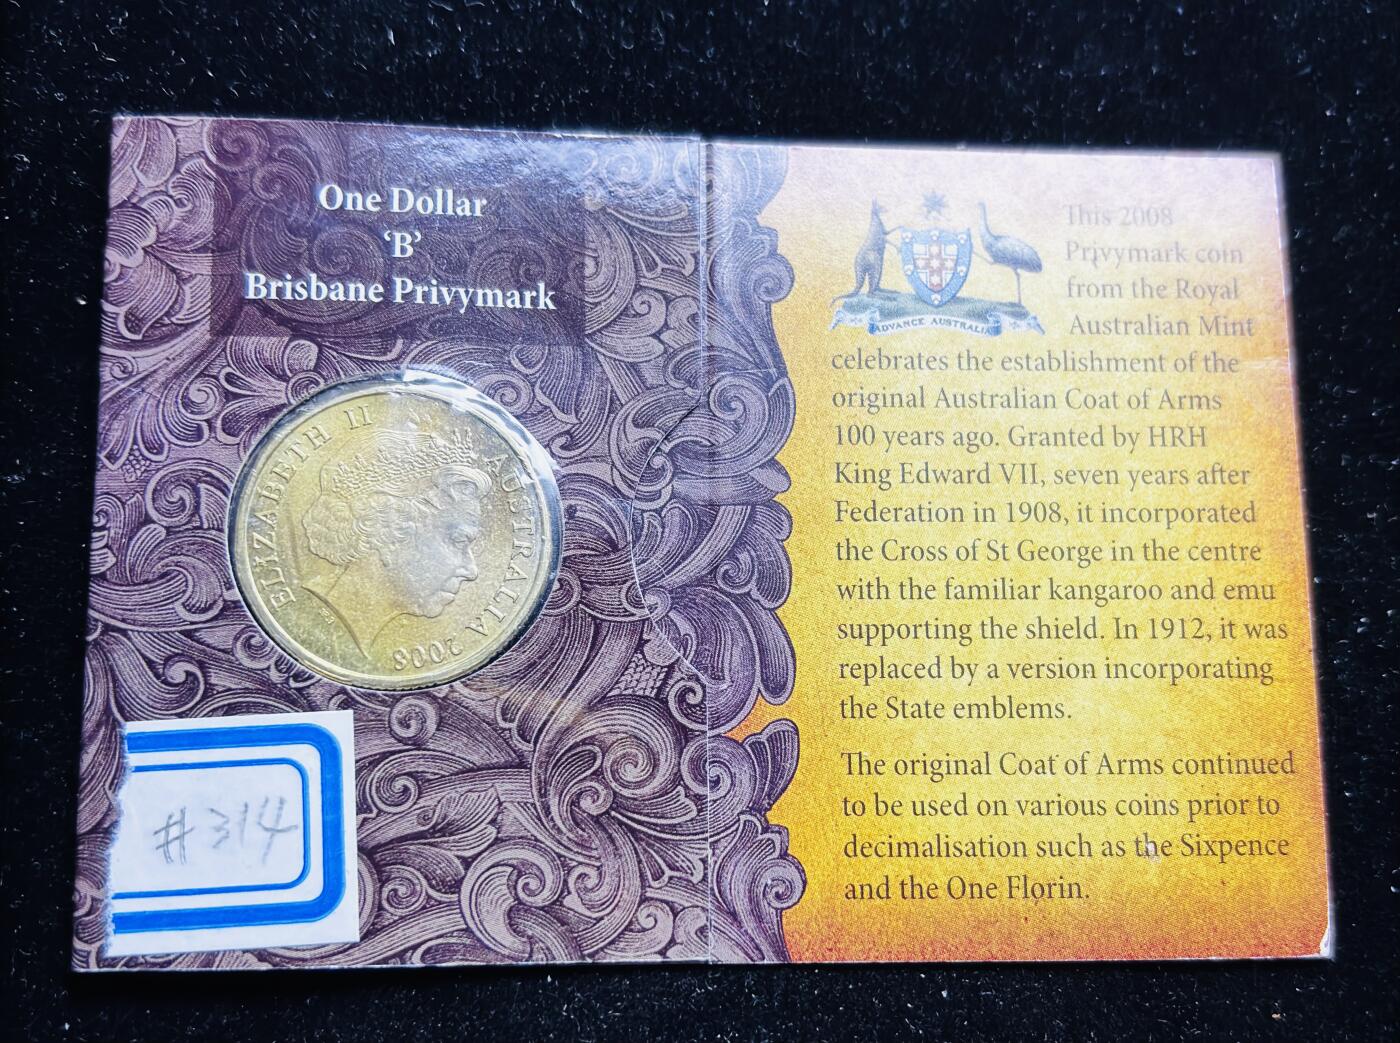 One Dollar
‘B’
Brisbane Privymark
ELIZABETH II
AUSTRALIA
2008
#314
ADVANCE AUSTRALIA
This 2008
Privymark coin
from the Royal
Australian Mint
celebrates the establishment of the
original Australian Coat of Arms
100 years ago. Granted by HRH
King Edward VII, seven years after
Federation in 1908, it incorporated
the Cross of St George in the centre
with the familiar kangaroo and emu
supporting the shield. In 1912, it was
replaced by a version incorporating
the State emblems.
The original Coat of Arms continued
to be used on various coins prior to
decimalisation such as the Sixpence
and the One Florin.